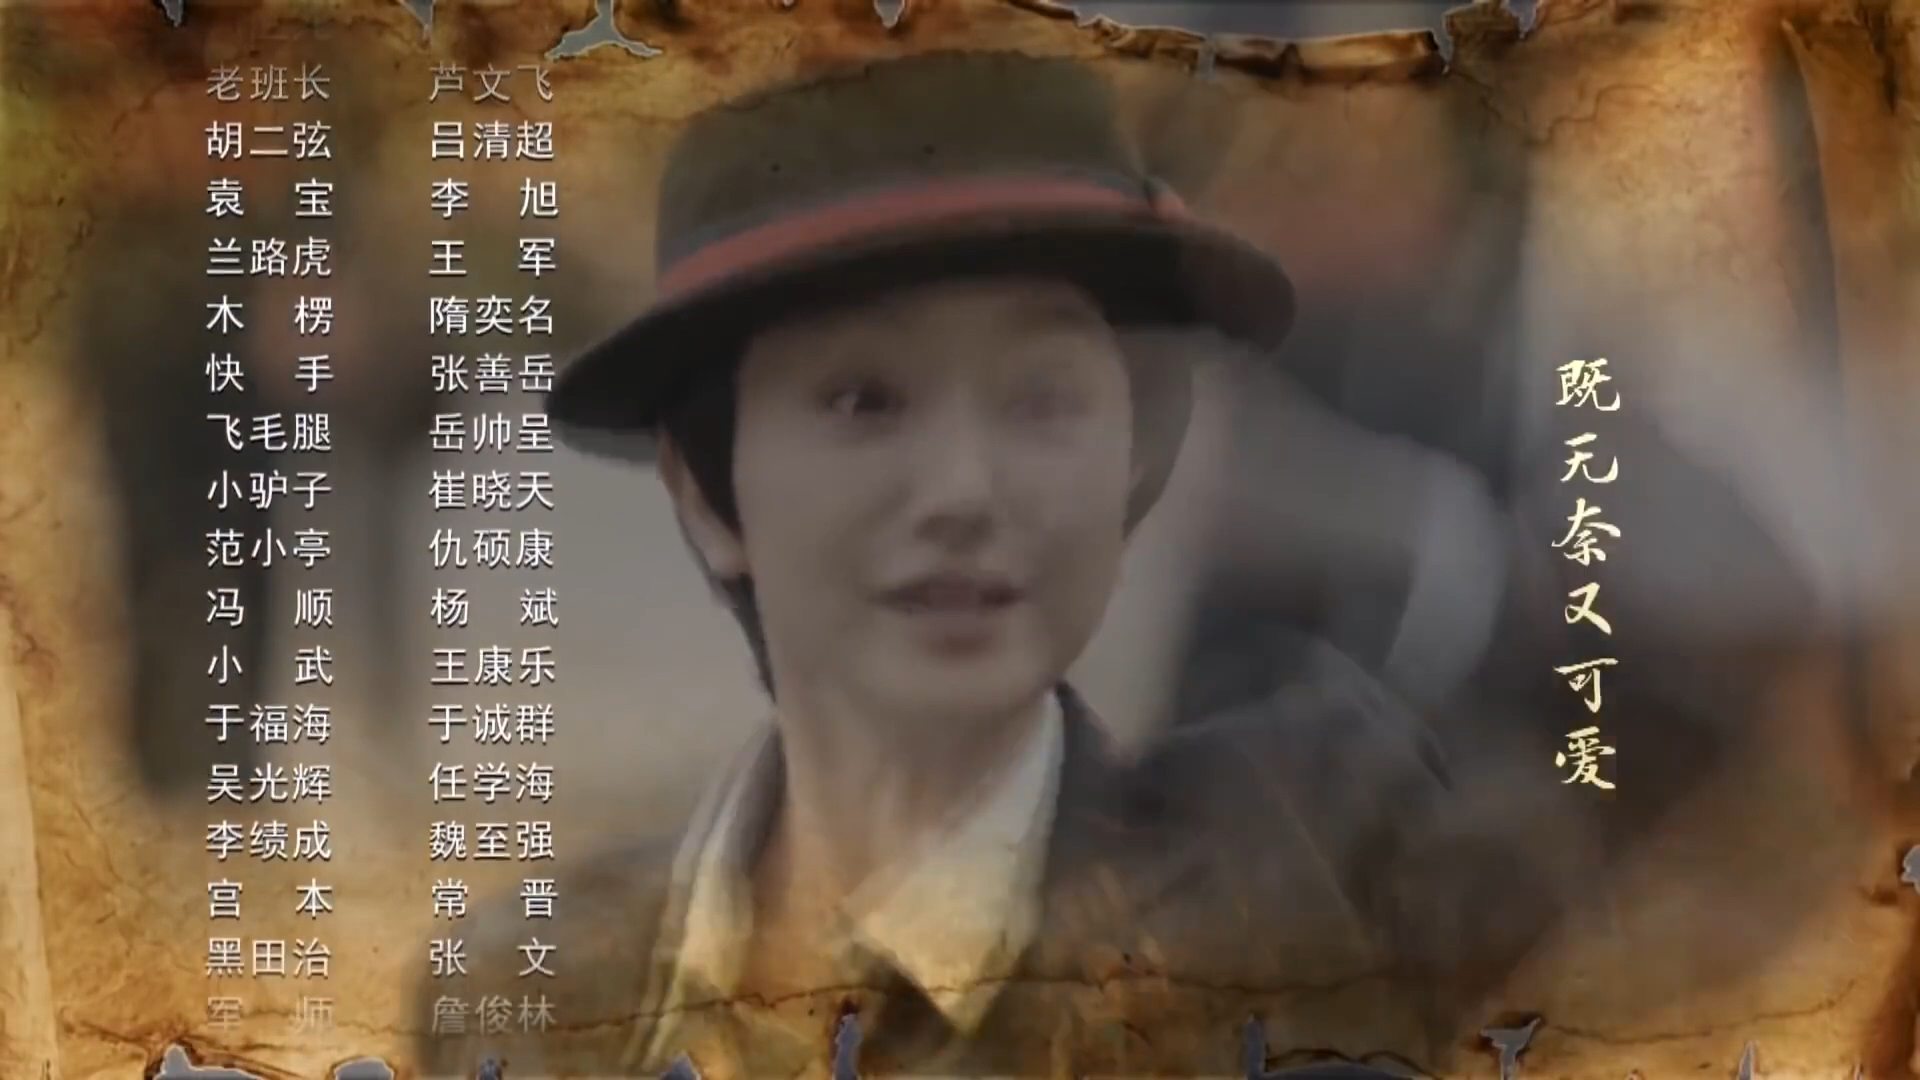 老班长 芦文飞
胡二弦 吕清超
袁宝 李旭
兰路虎 王军
木楞 隋奕名
快手 张善岳
飞毛腿 岳帅呈
小驴子 崔晓天
范小亭 仇硕康
冯顺 杨斌
小武 王康乐
于福海 于诚群
吴光辉 任学海
李绩成 魏至强
宫本 常晋
黑田治 张文
军师 詹俊林
既无奈又可爱